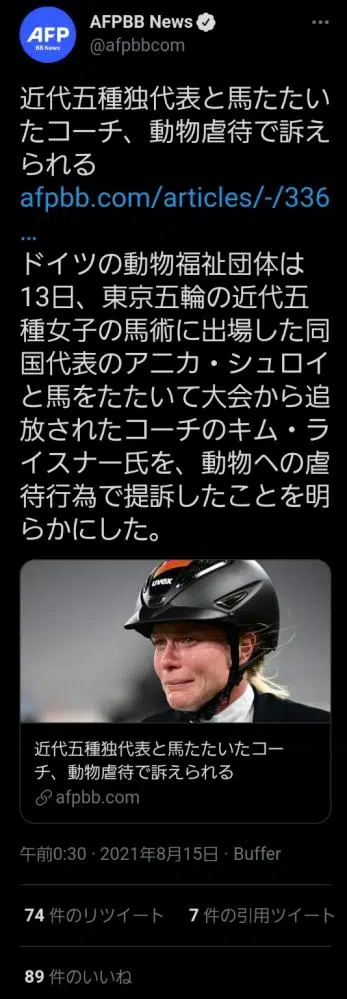 AFP
BB News
AFPBB News
@afpbbcom
近代五種独代表と馬たたい
たコーチ、動物虐待で訴え
られる
afpbb.com/articles/-/336
...
ドイツの動物福祉団体は
13日、東京五輪の近代五
種女子の馬術に出場した同
国代表のアニカ・シュロイ
と馬をたたいて大会から追
放されたコーチのキム・ラ
イスナー氏を、動物への虐
待行為で提訴したことを明
らかにした。
uvex
近代五種独代表と馬たたいたコー
チ、動物虐待で訴えられる
afpbb.com
午前0:30 · 2021年8月15日 · Buffer
74 件のリツイート 7 件の引用ツイート
89 件のいいね